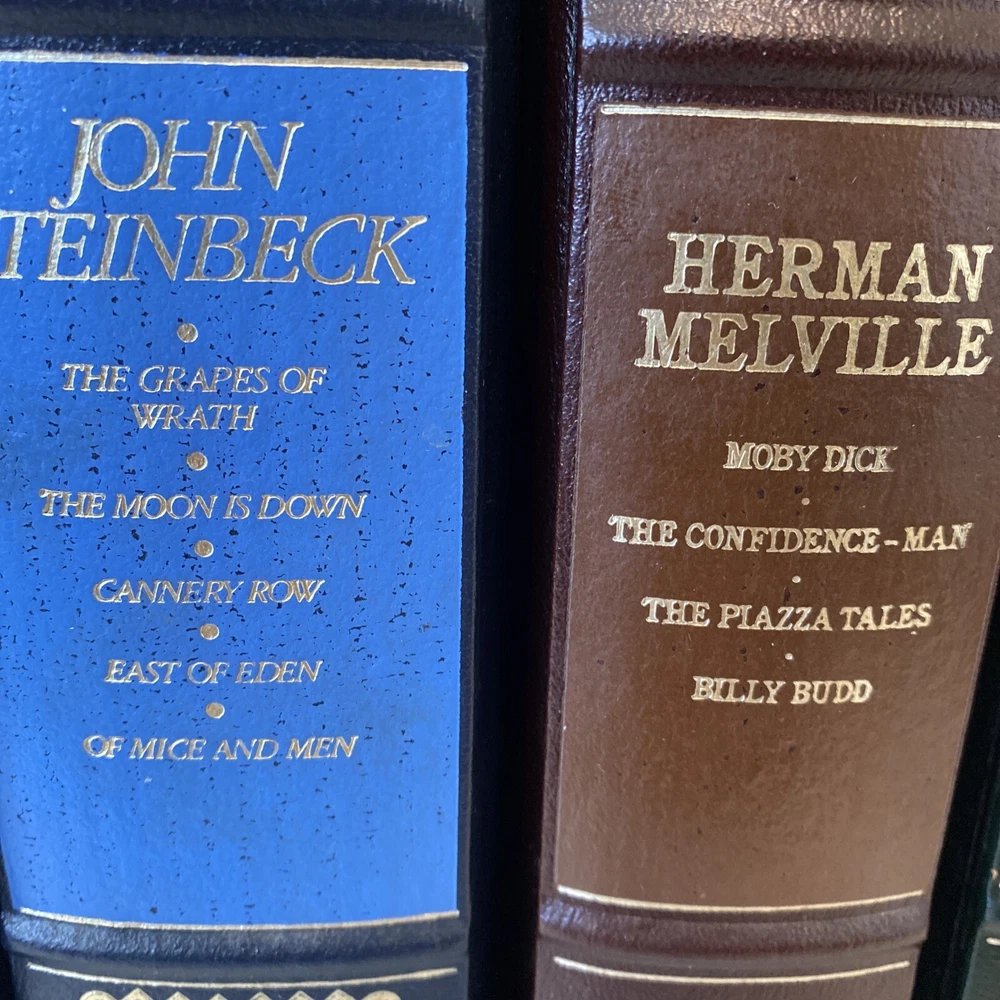 JOHN
TEINBECK
THE GRAPES OF
WRATH
THE MOON IS DOWN
CANNERY ROW
EAST OF EDEN
OF MICE AND MEN
HERMAN
MELVILLE
MOBY DICK
THE CONFIDENCE-MAN
THE PIAZZA TALES
BILLY BUDD